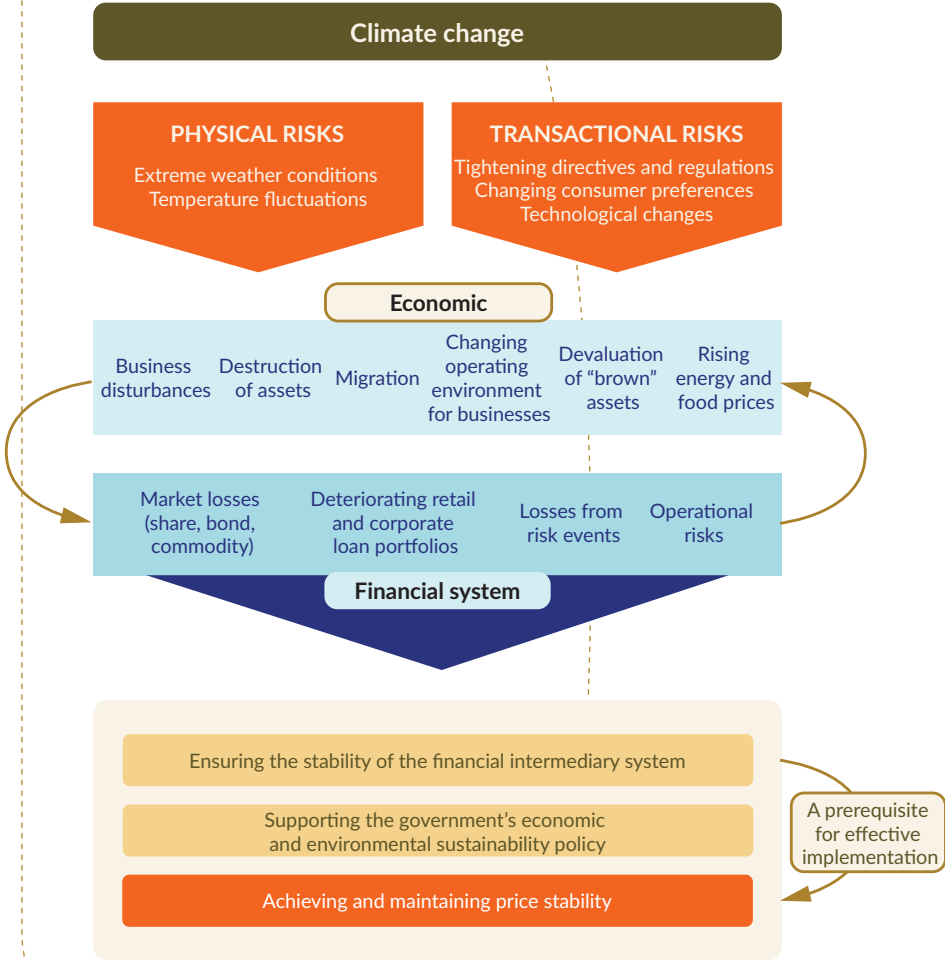 Climate change
PHYSICAL RISKS
Extreme weather conditions
Temperature fluctuations
TRANSACTIONAL RISKS
Tightening directives and regulations
Changing consumer preferences
Technological changes
Economic
Business
disturbances
Destruction
of assets
Migration
Changing
operating
environment
for businesses
Devaluation
of “brown”
assets
Rising
energy and
food prices
Market losses
(share, bond,
commodity)
Deteriorating retail
and corporate
loan portfolios
Losses from
risk events
Operational
risks
Financial system
Ensuring the stability of the financial intermediary system
Supporting the government’s economic
and environmental sustainability policy
Achieving and maintaining price stability
A prerequisite
for effective
implementation